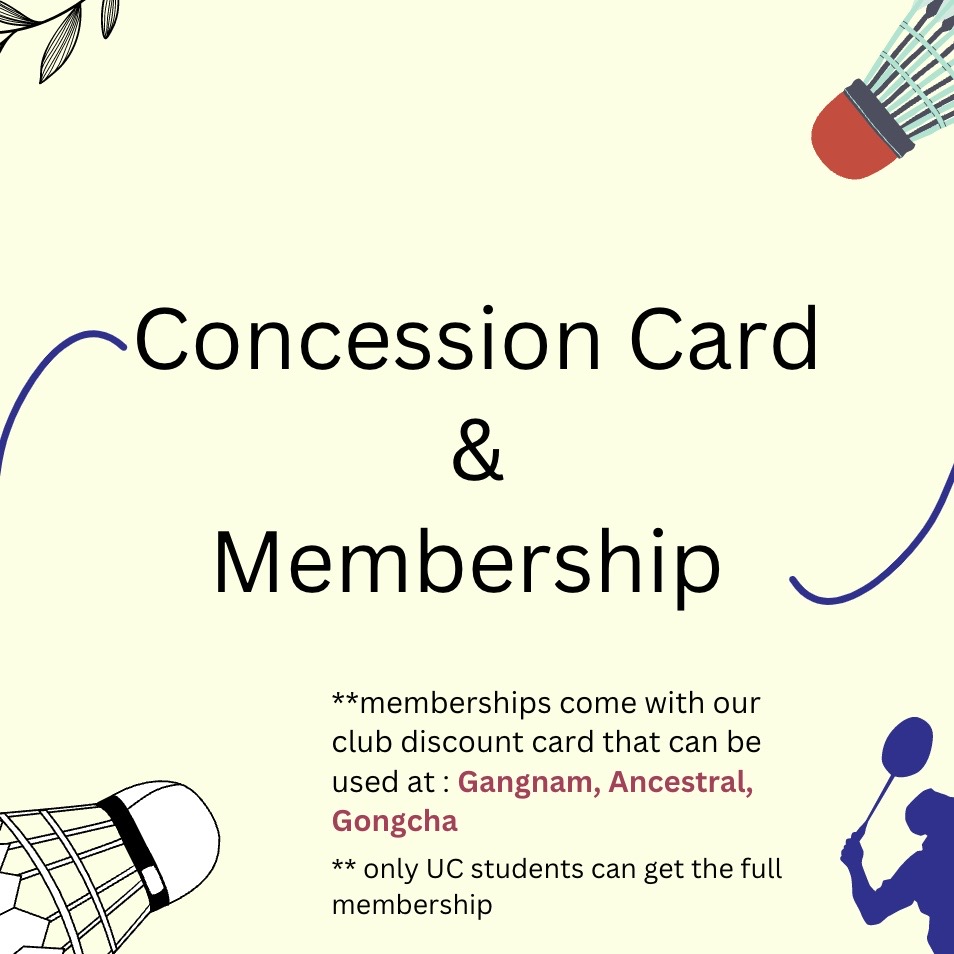 Concession Card
&
Membership
**memberships come with our
club discount card that can be
used at : Gangnam, Ancestral,
Gongcha
** only UC students can get the full
membership